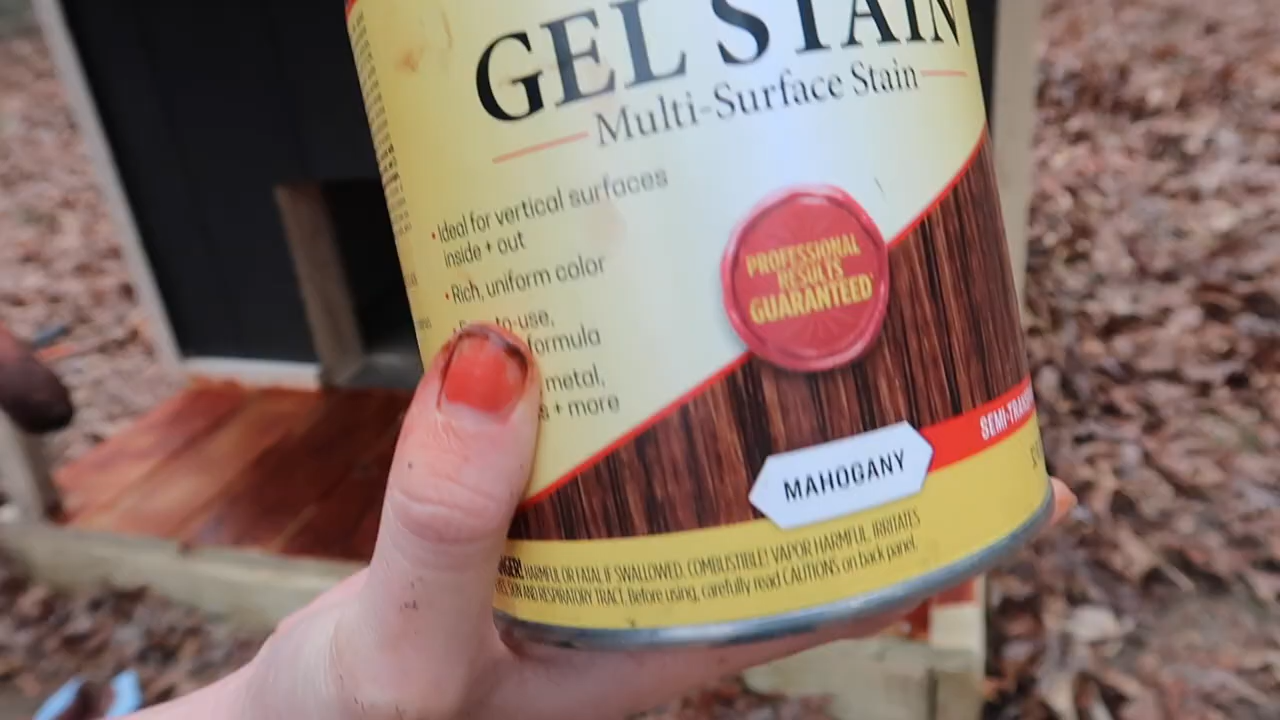 GEL STAIN
Multi-Surface Stain
• Ideal for vertical surfaces
inside + out
• Rich, uniform color
to-use,
formula
metal,
+ more
PROFESSIONAL
RESULTS
GUARANTEED
MAHOGANY
HARMFUL OR FATAL IF SWALLOWED. COMBUSTIBLE! VAPOR HARMFUL. IRRITATES
AND RESPIRATORY TRACT. Before using, carefully read CAUTIONS on back panel.